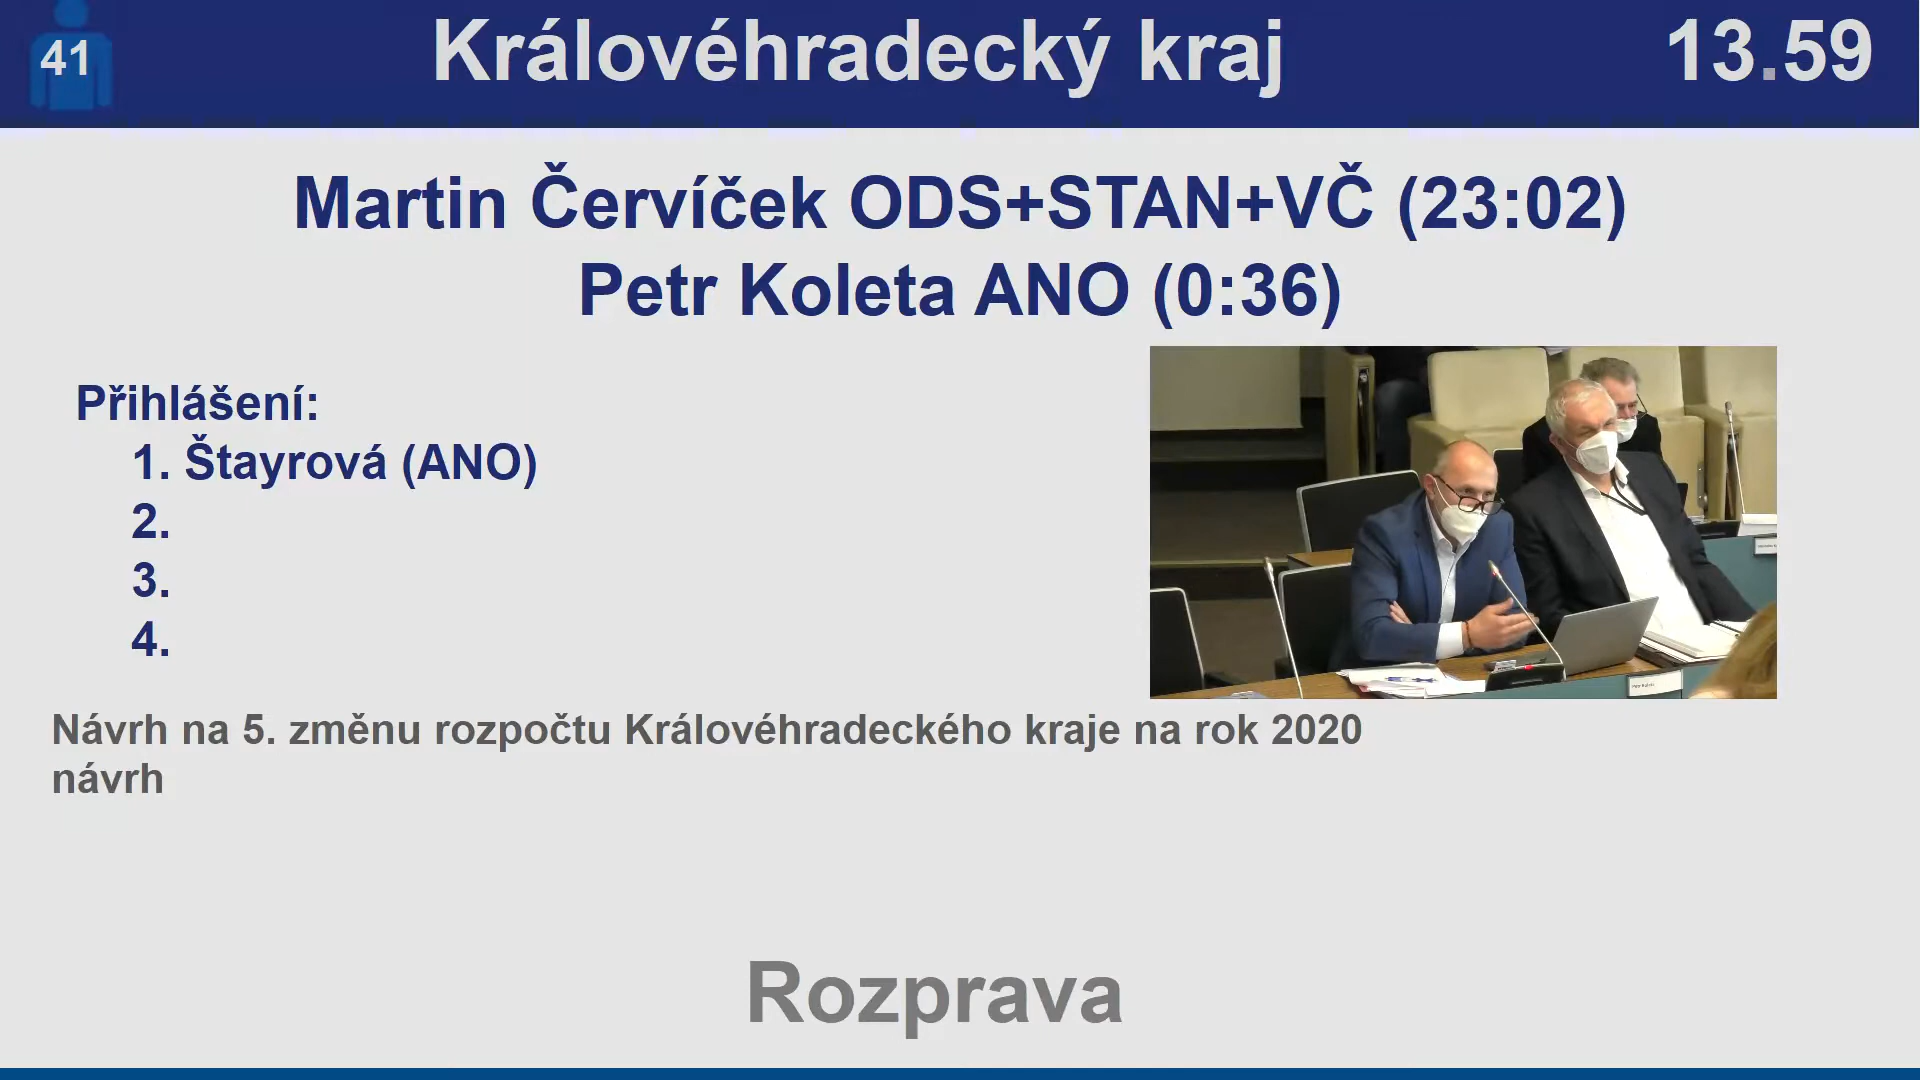 41
Královéhradecký kraj
13.59
Martin Červíček ODS+STAN+VČ (23:02)
Petr Koleta ANO (0:36)
Přihlášení:
1. Štayrová (ANO)
2.
3.
4.
Návrh na 5. změnu rozpočtu Královéhradeckého kraje na rok 2020
návrh
Rozprava